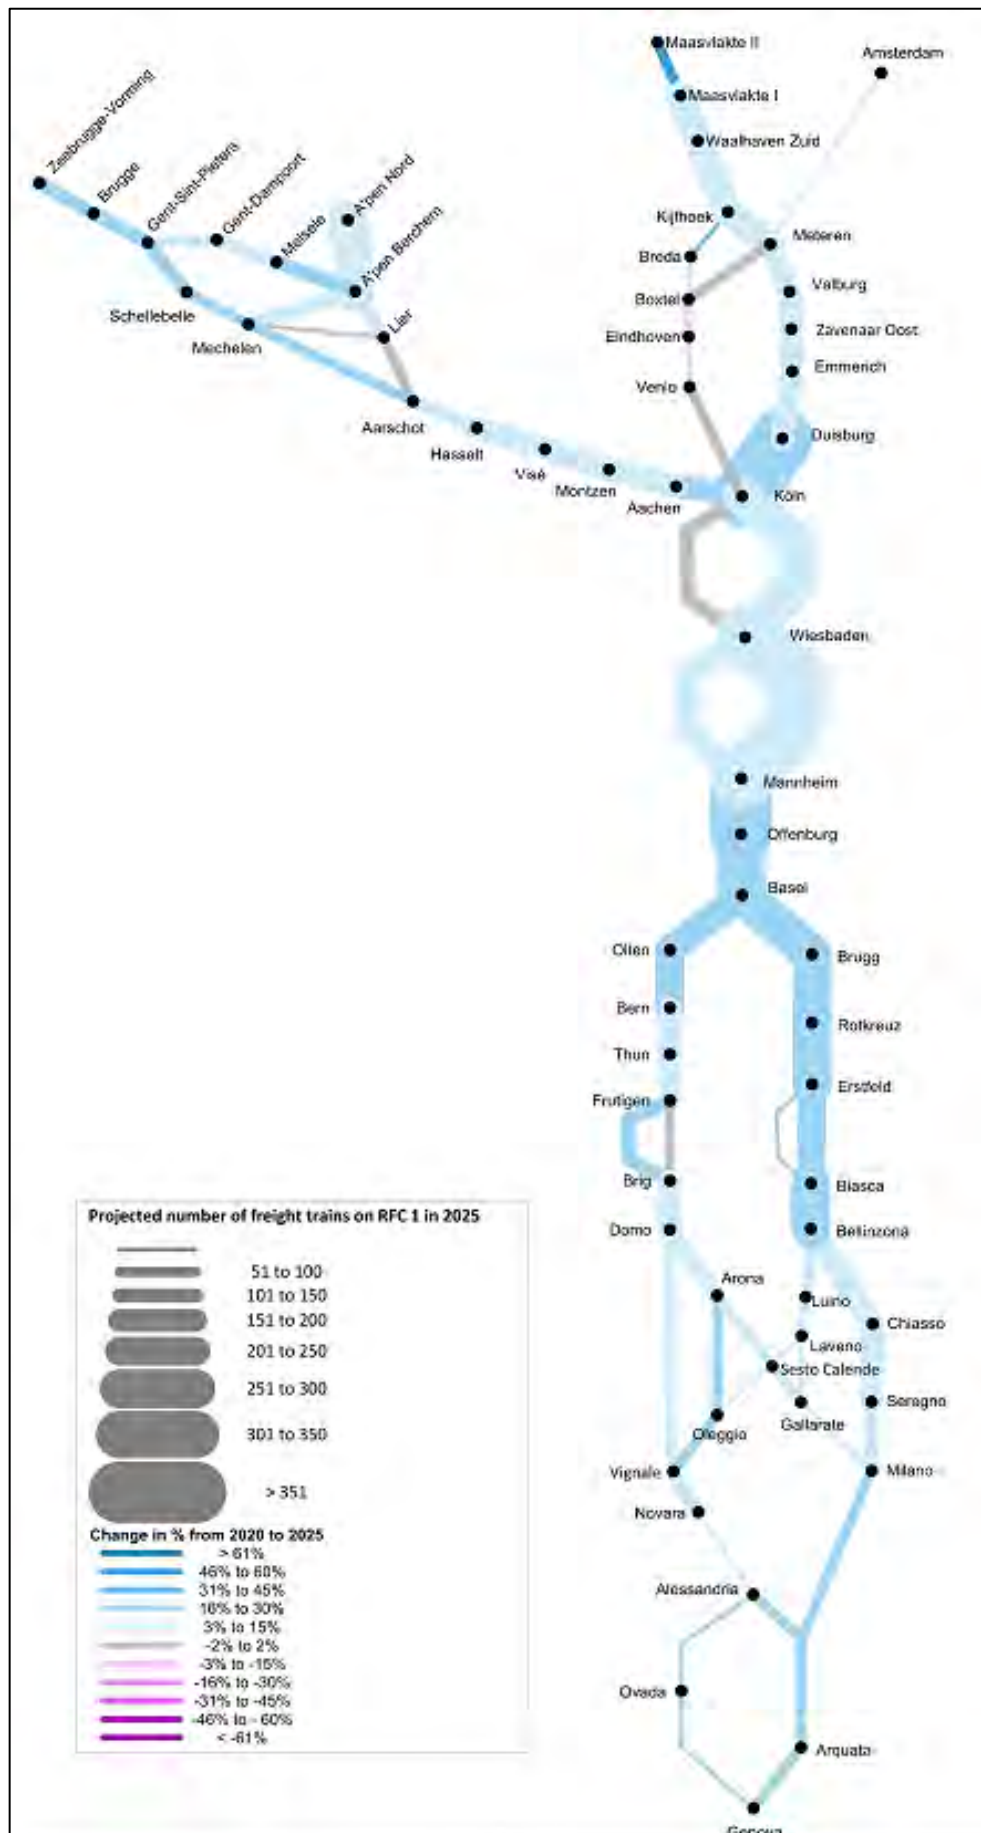 Maasvlakte II
Amsterdam
Maasvlakte I
Waalhaven Zuid
Kijfhoek
Meteren
Breda
Valburg
Boxtel
Zavenaar Oost
Eindhoven
Emmerich
Venlo
Duisburg
Köln
Zeebrugge-Vorming
Brugge
Gent-Sint-Pieters
Gent-Dampoort
Melsele
A'pen Nord
A'pen Berchem
Schellebelle
Lier
Mechelen
Aarschot
Hasselt
Visé
Montzen
Aachen
Wiesbaden
Mannheim
Offenburg
Basel
Olten
Brugg
Bern
Rotkreuz
Thun
Erstfeld
Frutigen
Brig
Biasca
Domo
Bellinzona
Arona
Luino
Chiasso
Laveno
Sesto Calende
Seregno
Gallarate
Oleggio
Vignale
Milano
Novara
Alessandria
Ovada
Arquata
Genova
Projected number of freight trains on RFC 1 in 2025
51 to 100
101 to 150
151 to 200
201 to 250
251 to 300
301 to 350
> 351
Change in % from 2020 to 2025
> 61%
46% to 60%
31% to 45%
16% to 30%
3% to 15%
-2% to 2%
-3% to -15%
-16% to -30%
-31% to -45%
-46% to - 60%
< -61%